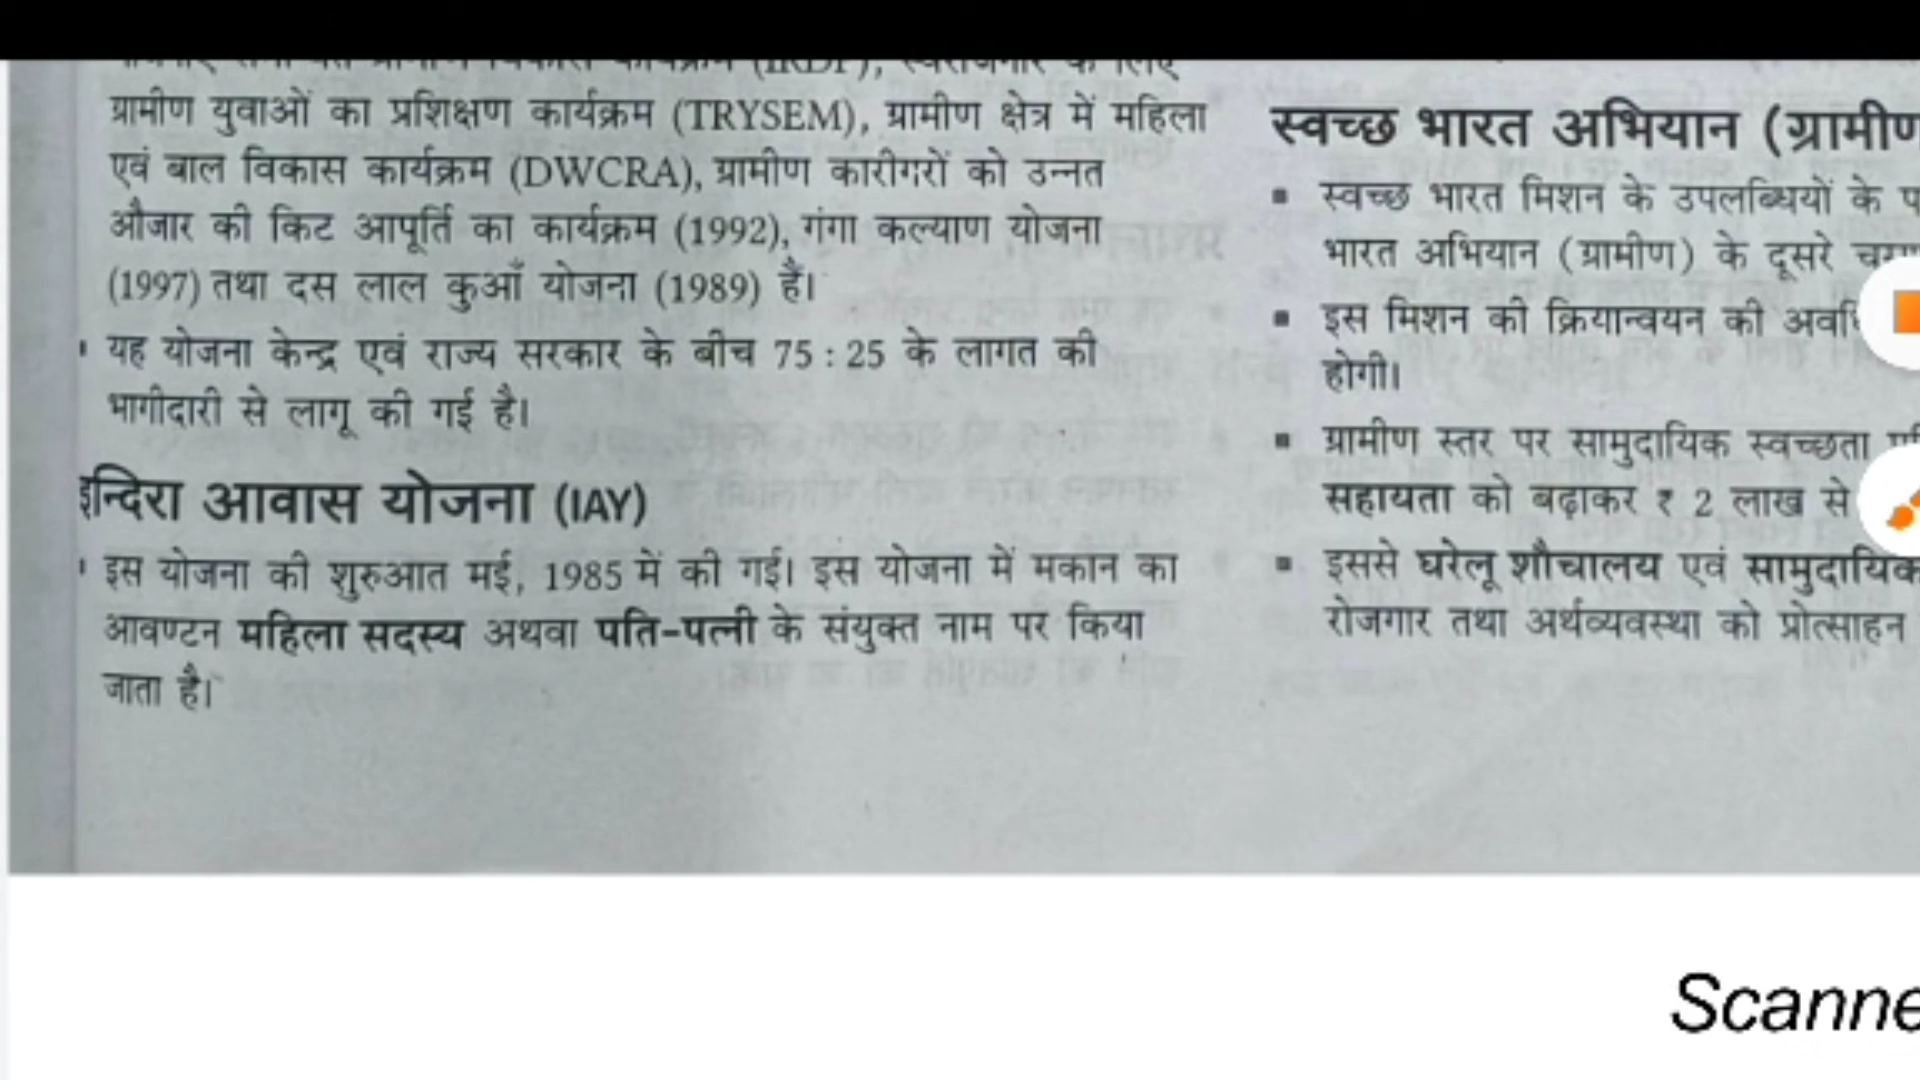 ग्रामीण युवाओं का प्रशिक्षण कार्यक्रम (TRYSEM), ग्रामीण क्षेत्र में महिला
एवं बाल विकास कार्यक्रम (DWCRA), ग्रामीण कारीगरों को उन्नत
औजार की किट आपूर्ति का कार्यक्रम (1992), गंगा कल्याण योजना
(1997) तथा दस लाल कुआँ योजना (1989) हैं।
यह योजना केन्द्र एवं राज्य सरकार के बीच 75 : 25 के लागत की
भागीदारी से लागू की गई है।
इन्दिरा आवास योजना (IAY)
इस योजना की शुरुआत मई, 1985 में की गई। इस योजना में मकान का
आवण्टन महिला सदस्य अथवा पति-पत्नी के संयुक्त नाम पर किया
जाता है।
स्वच्छ भारत अभियान (ग्रामीण
▪ स्वच्छ भारत मिशन के उपलब्धियों के
भारत अभियान (ग्रामीण) के दूसरे
▪ इस मिशन की क्रियान्वयन की
होगी।
▪ ग्रामीण स्तर पर सामुदायिक स्वच्छता
सहायता को बढ़ाकर ₹ 2 लाख से
▪ इससे घरेलू शौचालय एवं सामुदायिक
रोजगार तथा अर्थव्यवस्था को प्रोत्साहन
Scanne